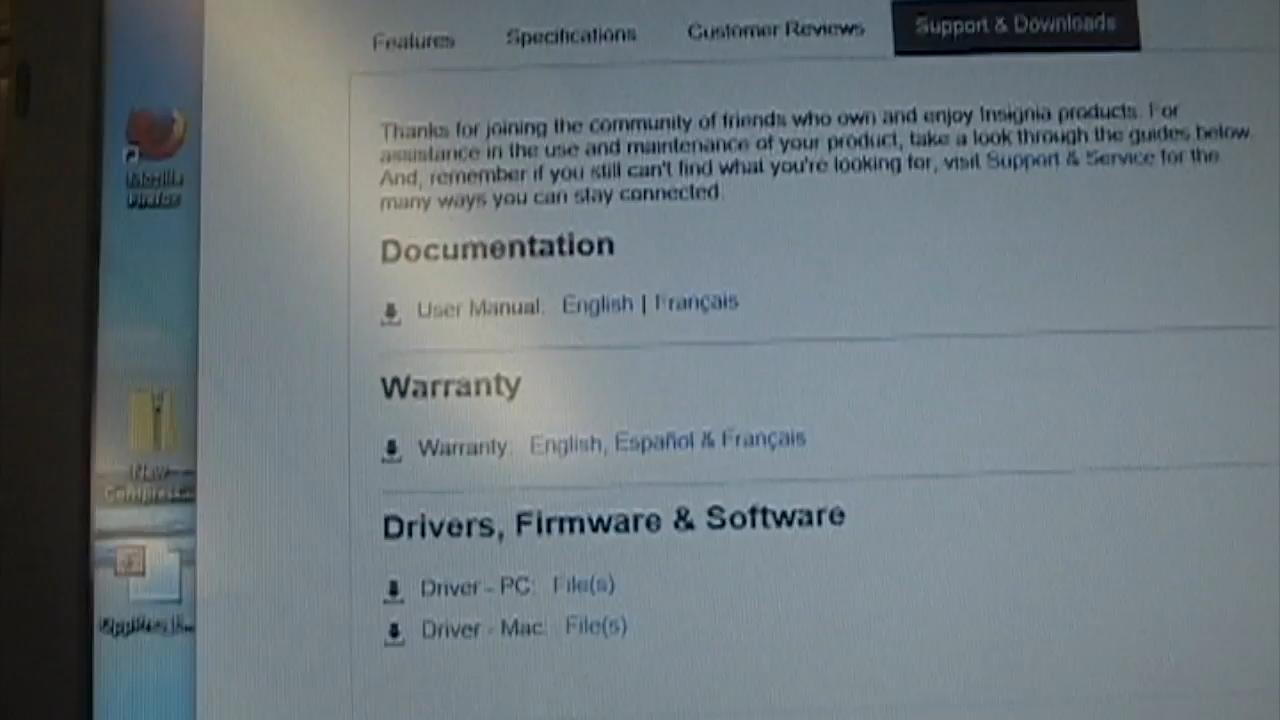 Features Specifications Customer Reviews Support & Downloads
Thanks for joining the community of friends who own and enjoy Insignia products. For
assistance in the use and maintenance of your product, take a look through the guides below.
And, remember if you still can't find what you're looking for, visit Support & Service for the
many ways you can stay connected.
Mozilla
Firefox
Documentation
User Manual: English | Français
Warranty
Warranty: English, Español & Français
New
Compress...
Drivers, Firmware & Software
Driver - PC: File(s)
Driver - Mac: File(s)